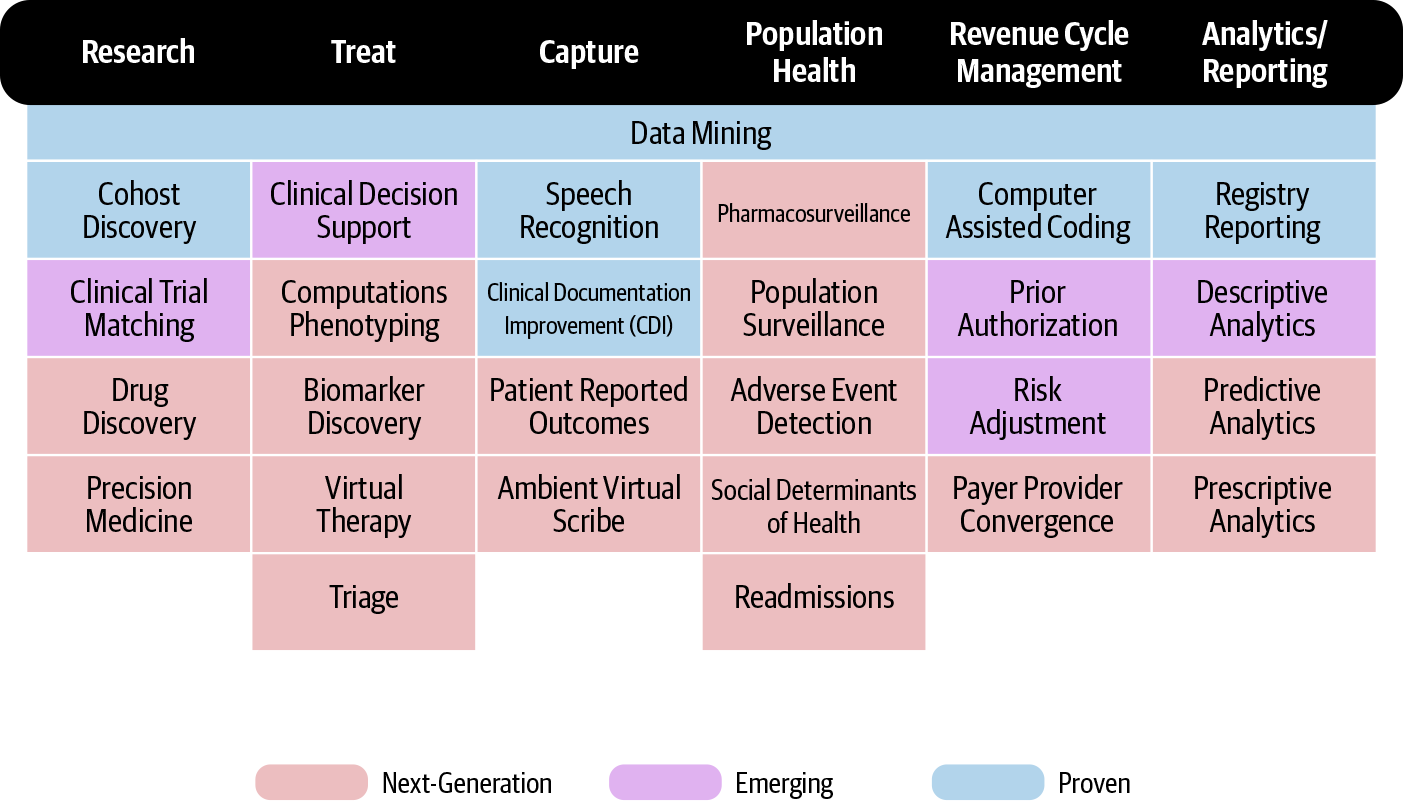 Research
Treat
Capture
Population
Health
Revenue Cycle
Management
Analytics/
Reporting
Data Mining
Cohost
Discovery
Clinical Decision
Support
Speech
Recognition
Pharmacosurveillance
Computer
Assisted Coding
Registry
Reporting
Clinical Trial
Matching
Computations
Phenotyping
Clinical Documentation
Improvement (CDI)
Population
Surveillance
Prior
Authorization
Descriptive
Analytics
Drug
Discovery
Biomarker
Discovery
Patient Reported
Outcomes
Adverse Event
Detection
Risk
Adjustment
Predictive
Analytics
Precision
Medicine
Virtual
Therapy
Ambient Virtual
Scribe
Social Determinants
of Health
Payer Provider
Convergence
Prescriptive
Analytics
Triage
Readmissions
Next-Generation
Emerging
Proven